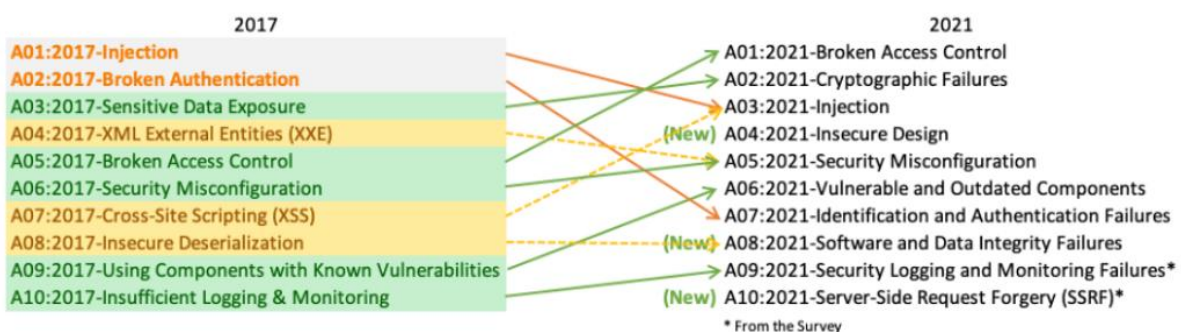 2017
A01:2017-Injection
A02:2017-Broken Authentication
A03:2017-Sensitive Data Exposure
A04:2017-XML External Entities (XXE)
A05:2017-Broken Access Control
A06:2017-Security Misconfiguration
A07:2017-Cross-Site Scripting (XSS)
A08:2017-Insecure Deserialization
A09:2017-Using Components with Known Vulnerabilities
A10:2017-Insufficient Logging & Monitoring
2021
A01:2021-Broken Access Control
A02:2021-Cryptographic Failures
A03:2021-Injection
(New) A04:2021-Insecure Design
A05:2021-Security Misconfiguration
A06:2021-Vulnerable and Outdated Components
A07:2021-Identification and Authentication Failures
(New) A08:2021-Software and Data Integrity Failures
A09:2021-Security Logging and Monitoring Failures*
(New) A10:2021-Server-Side Request Forgery (SSRF)*
* From the Survey